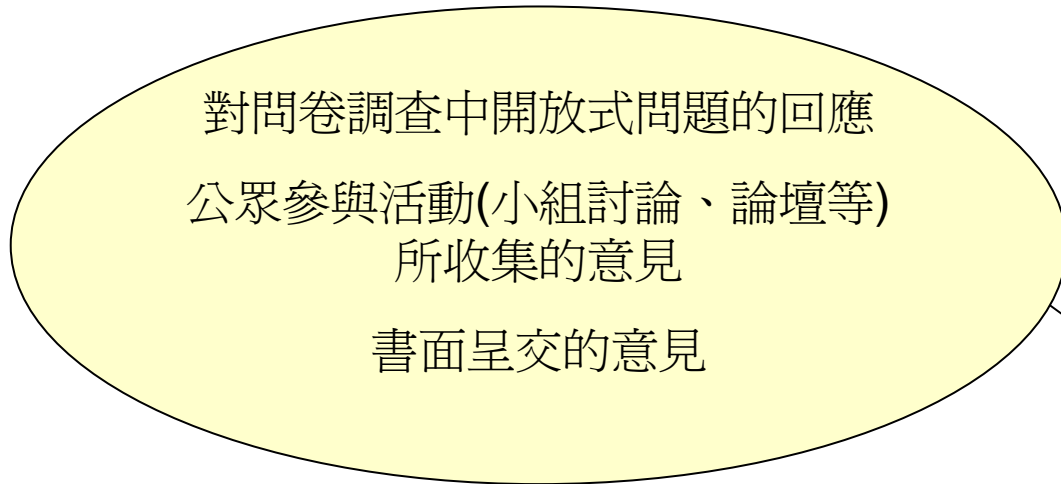 對問卷調查中開放式問題的回應
公眾參與活動(小組討論、論壇等)
所收集的意見
書面呈交的意見